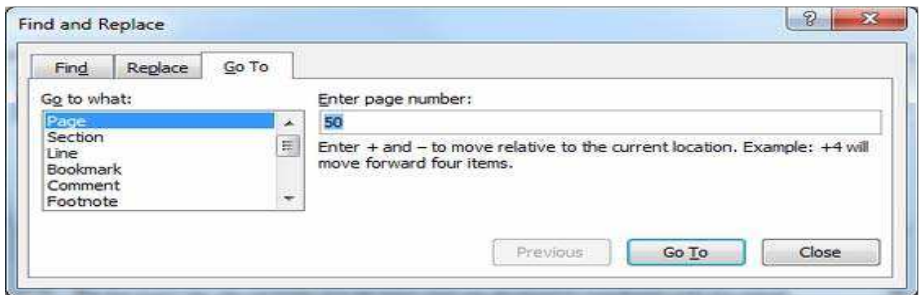 Find and Replace
Find
Replace
Go To
Go to what:
Page
Section
Line
Bookmark
Comment
Footnote
Enter page number:
50
Enter + and – to move relative to the current location. Example: +4 will
move forward four items.
Previous
Go To
Close